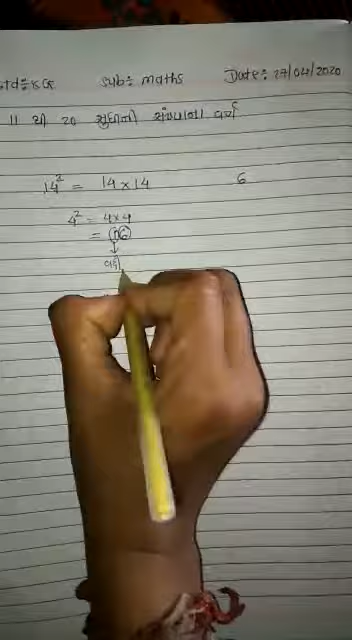 Sub: maths Date: 27/04/2020
11 થી 20 સુધીની સંખ્યાના વર્ગ
14² = 14 × 14 6
4² = 4 × 4
= 16
↓